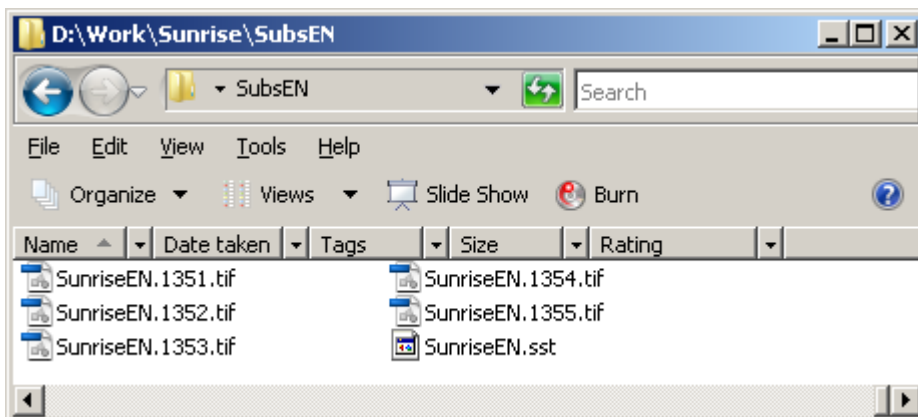 D:\Work\Sunrise\SubsEN
SubsEN
Search
File Edit View Tools Help
Organize Views Slide Show Burn
Name Date taken Tags Size Rating
SunriseEN.1351.tif SunriseEN.1354.tif
SunriseEN.1352.tif SunriseEN.1355.tif
SunriseEN.1353.tif SunriseEN.sst